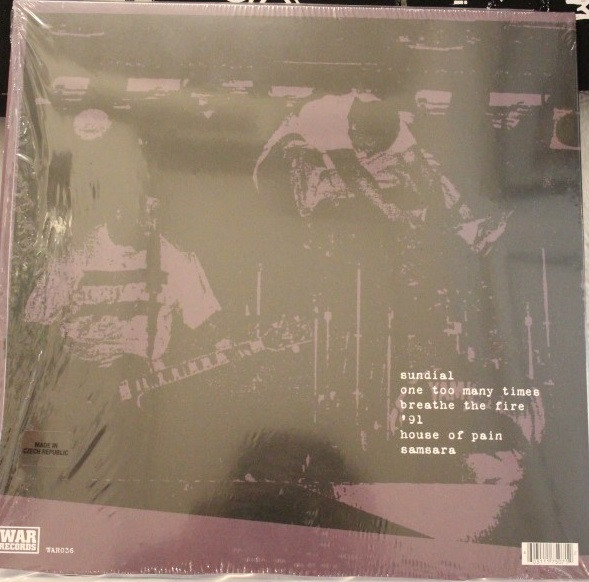 sundial
one too many times
breathe the fire
'91
house of pain
samsara
MADE IN
CZECH REPUBLIC
WAR
RECORDS
WAR036